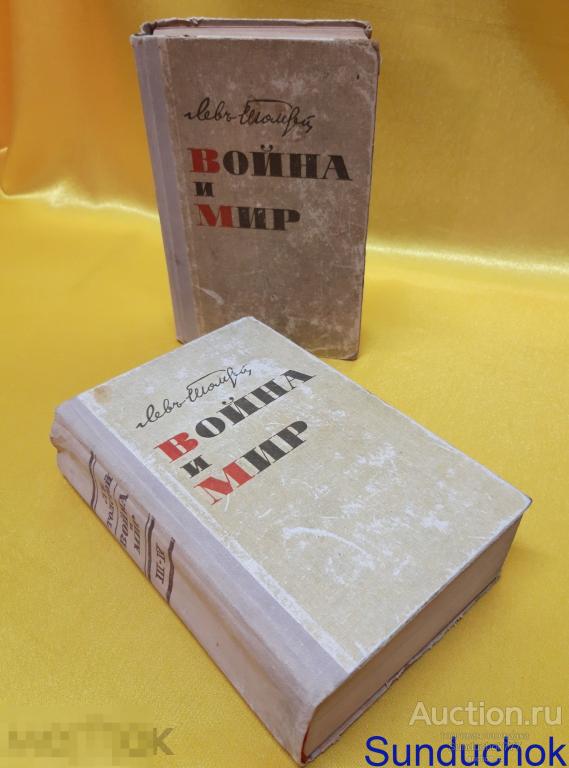 Левъ Толстой
ВОЙНА
И
МИР
Левъ Толстой
ВОЙНА
И
МИР
III-IV
Auction.ru
Sunduchok